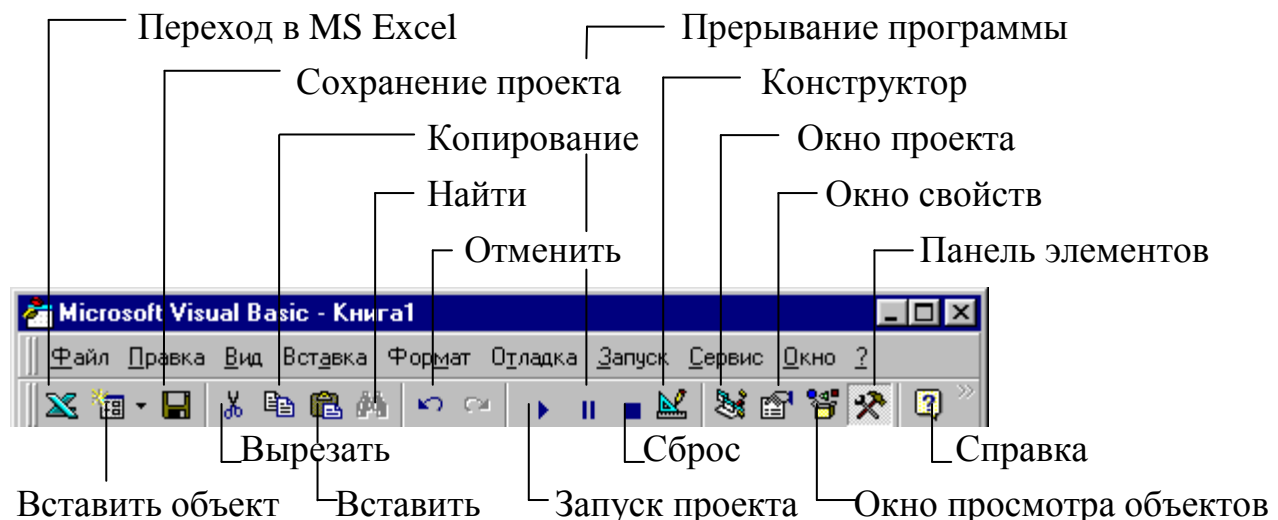 Переход в MS Excel
Прерывание программы
Сохранение проекта
Конструктор
Копирование
Окно проекта
Найти
Окно свойств
Отменить
Панель элементов
Microsoft Visual Basic - Книга1
Файл Правка Вид Вставка Формат Отладка Запуск Сервис Окно ?
Вырезать
Сброс
Справка
Вставить объект
Вставить
Запуск проекта
Окно просмотра объектов